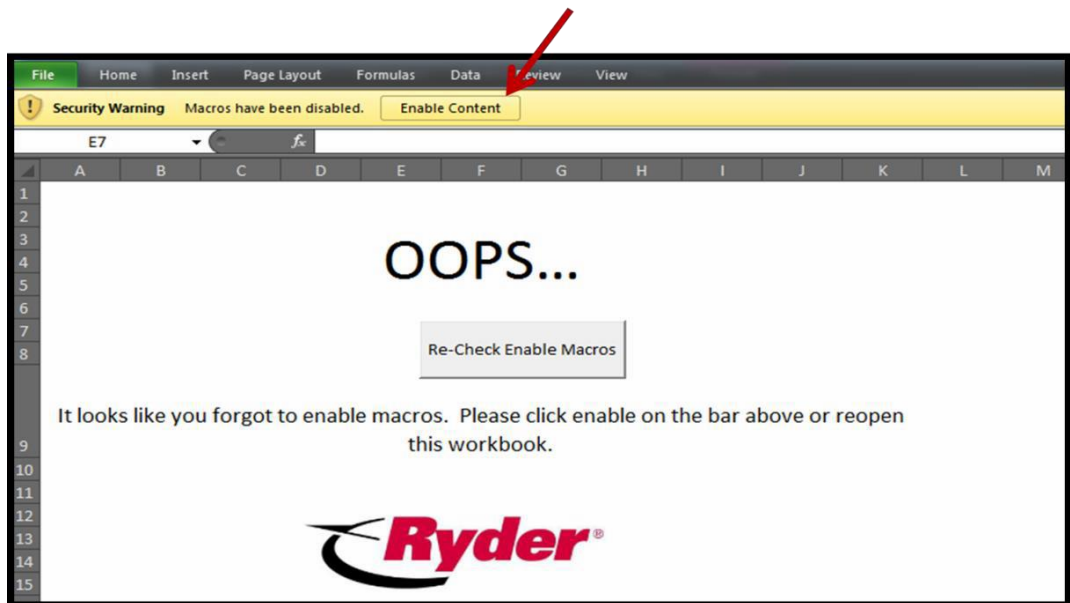 File Home Insert Page Layout Formulas Data Review View
! Security Warning Macros have been disabled. Enable Content
E7 fx
A B C D E F G H I J K L M
1
2
3
4
5
OOPS...
6
7
8
Re-Check Enable Macros
It looks like you forgot to enable macros. Please click enable on the bar above or reopen
9
this workbook.
10
11
12
13
14
15
Ryder®